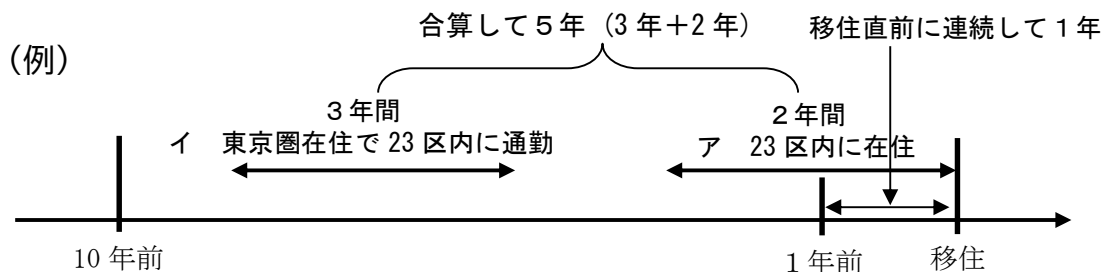 合算して５年（3年＋2年）
移住直前に連続して１年
（例）
３年間
２年間
イ　東京圏在住で 23 区内に通勤
ア　23 区内に在住
10 年前
１年前
移住